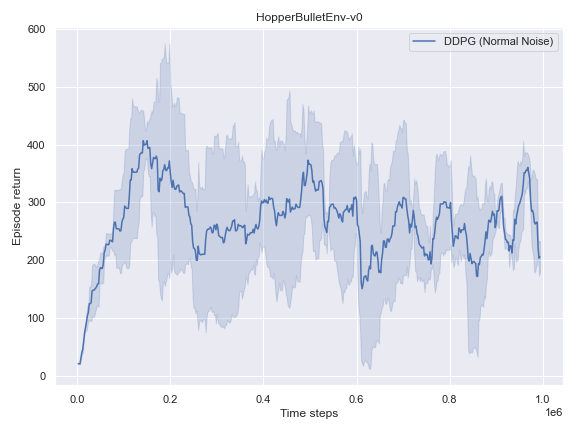 HopperBulletEnv-v0
DDPG (Normal Noise)
Episode return
600
500
400
300
200
100
0
0.0 0.2 0.4 0.6 0.8 1.0
1e6
Time steps